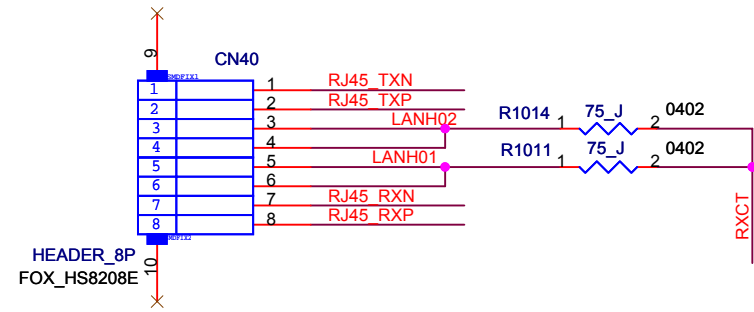 9
CN40
SMDFIX1
1 1 RJ45_TXN
2 2 RJ45_TXP
3 3 LANH02 R1014 1 75_J 2 0402
4 4
5 5 LANH01 R1011 1 75_J 2 0402
6 6
7 7 RJ45_RXN
8 8 RJ45_RXP
RXCT
MDFIX2
HEADER_8P
10
FOX_HS8208E